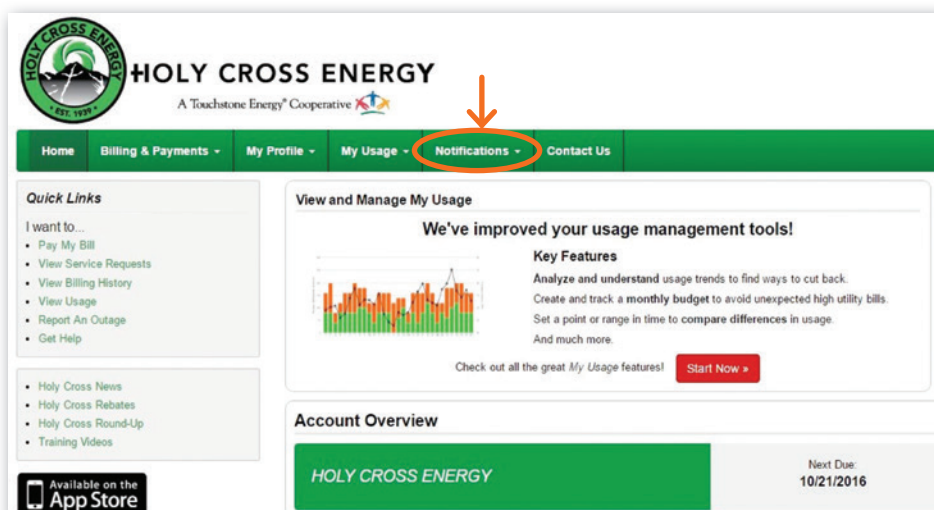 HOLY CROSS ENERGY
EST. 1939
HOLY CROSS ENERGY
A Touchstone Energy® Cooperative
Home
Billing & Payments
My Profile
My Usage
Notifications
Contact Us
Quick Links
I want to...
Pay My Bill
View Service Requests
View Billing History
View Usage
Report An Outage
Get Help
Holy Cross News
Holy Cross Rebates
Holy Cross Round-Up
Training Videos
Available on the
App Store
View and Manage My Usage
We've improved your usage management tools!
Key Features
Analyze and understand usage trends to find ways to cut back.
Create and track a monthly budget to avoid unexpected high utility bills.
Set a point or range in time to compare differences in usage.
And much more.
Check out all the great My Usage features!
Start Now »
Account Overview
HOLY CROSS ENERGY
Next Due:
10/21/2016